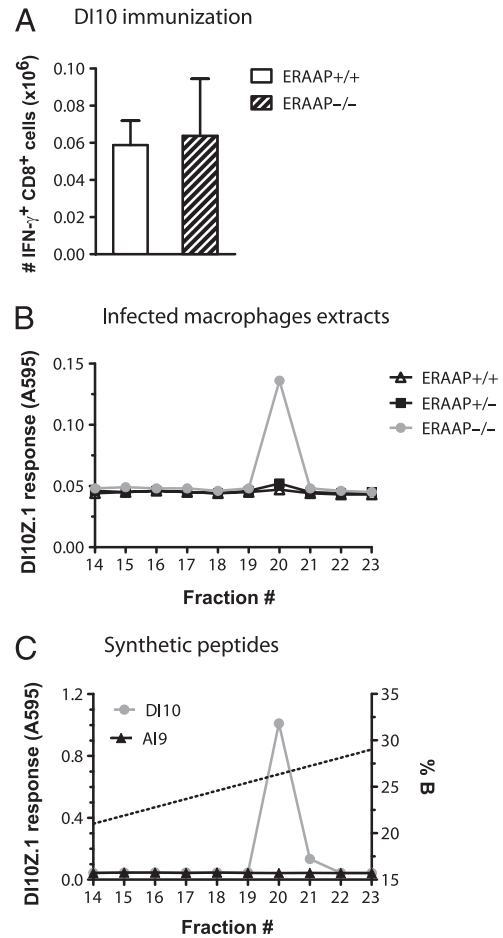 A DI10 immunization
# IFN-γ+ CD8+ cells (x10⁶)
0.10
0.08
0.06
0.04
0.02
0.00
ERAAP+/+
ERAAP−/−
B Infected macrophages extracts
DI10Z.1 response (A595)
0.15
0.10
0.05
0.00
ERAAP+/+
ERAAP+/−
ERAAP−/−
14 15 16 17 18 19 20 21 22 23
Fraction #
C Synthetic peptides
DI10Z.1 response (A595)
1.2
0.8
0.4
0.0
DI10
AI9
35
30
25
20
15
% B
14 15 16 17 18 19 20 21 22 23
Fraction #